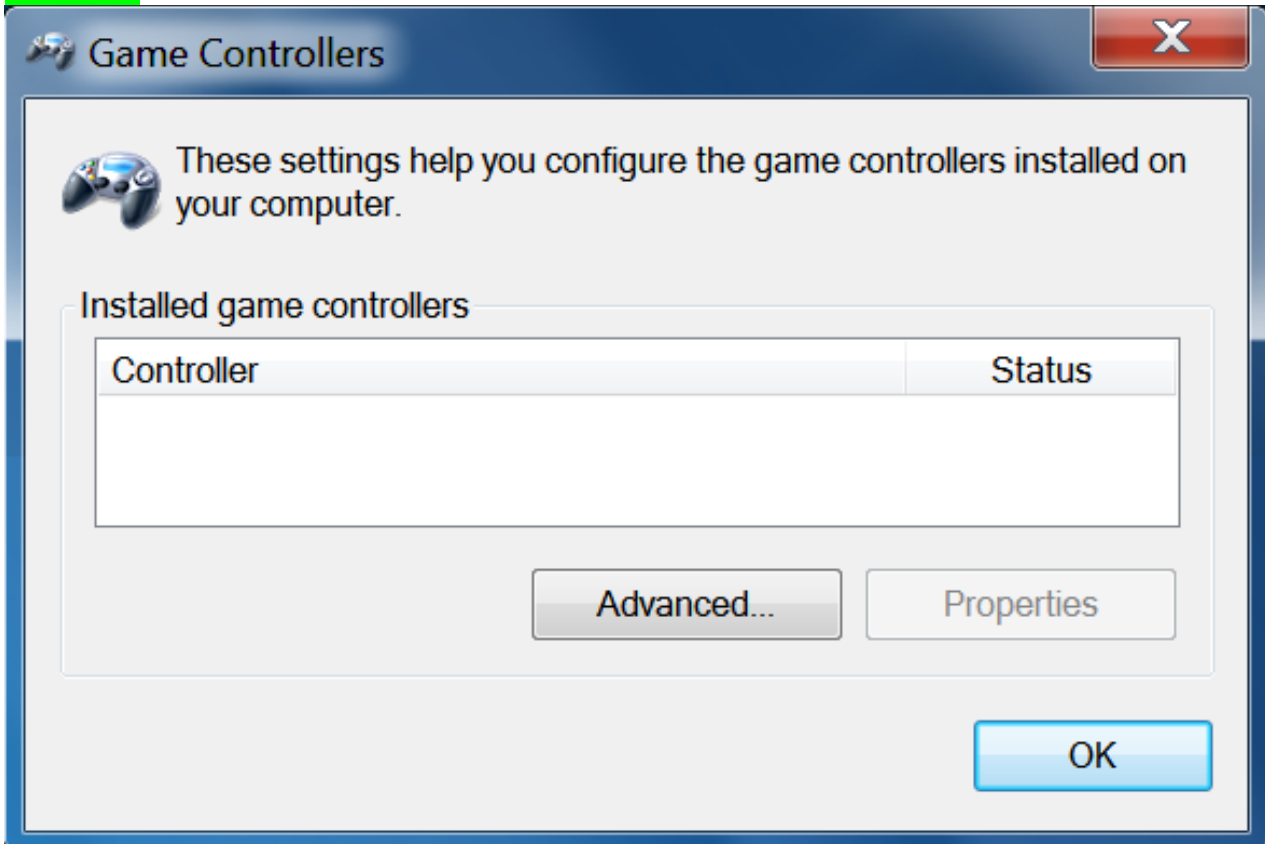 Game Controllers
These settings help you configure the game controllers installed on
your computer.
Installed game controllers
Controller Status
Advanced... Properties
OK